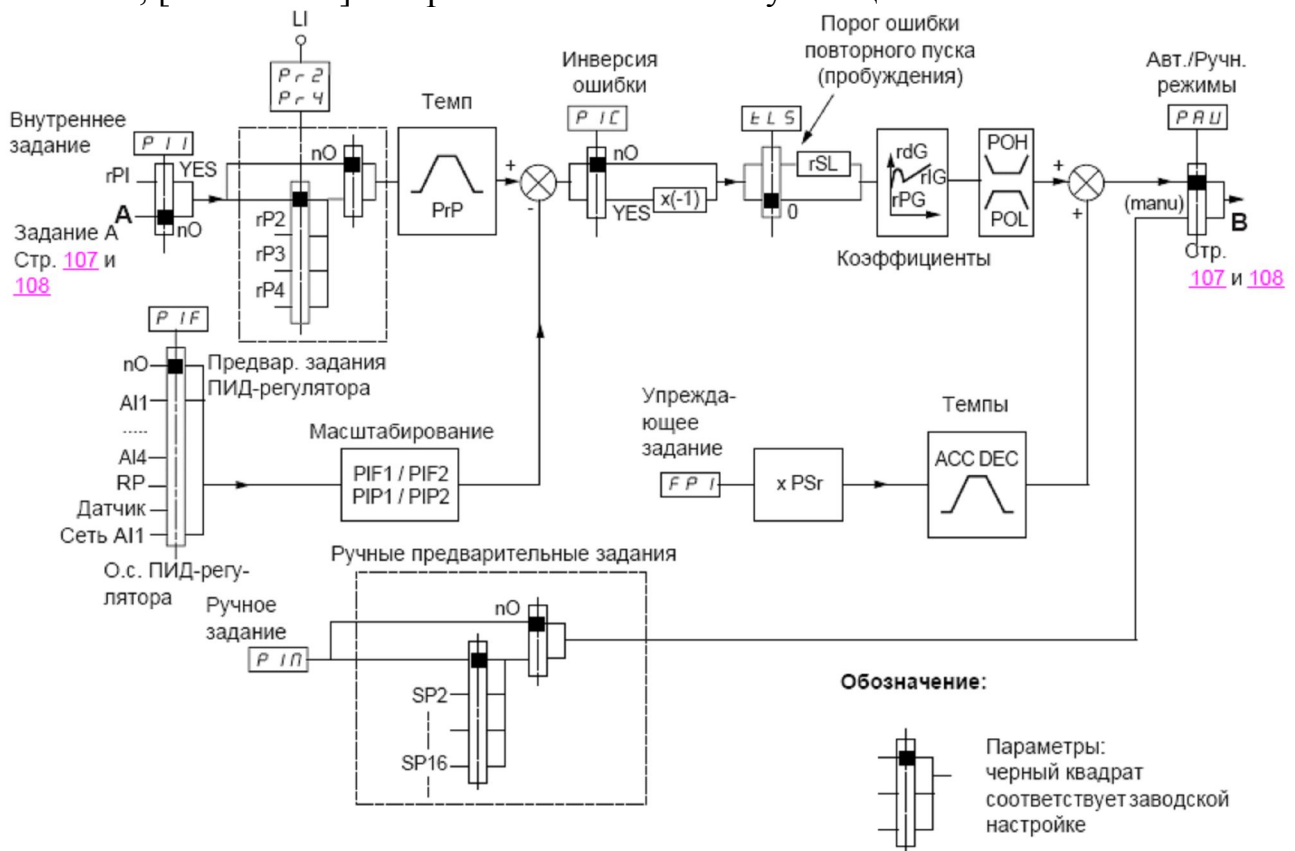 LI
Pr2
Pr4
Порог ошибки
повторного пуска
(пробуждения)
Инверсия
ошибки
Авт./Ручн.
режимы
Темп
Внутреннее
задание
PII
PIC
tLS
PAU
YES
nO
nO
rSL
rdG
rIG
rPG
POH
POL
+
-
+
+
rPI
A
nO
PrP
YES
x(-1)
0
(manu)
B
rP2
rP3
rP4
Коэффициенты
Задание A
Стр. 107 и
108
Стр.
107 и 108
PIF
nO
AI1
.....
AI4
RP
Датчик
Сеть AI1
Предвар. задания
ПИД-регулятора
Масштабирование
PIF1 / PIF2
PIP1 / PIP2
Упрежда-
ющее
задание
FPI
x PSr
Темпы
ACC DEC
О.с. ПИД-регу-
лятора
Ручные предварительные задания
Ручное
задание
PIM
nO
SP2
SP16
Обозначение:
Параметры:
черный квадрат
соответствует заводской
настройке